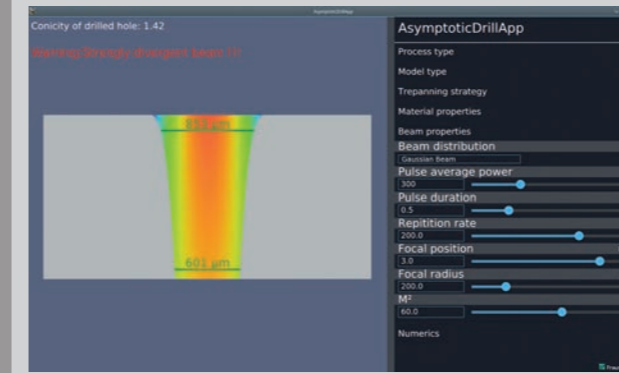 AsymptoticDrillApp
Conicity of drilled hole: 1.42
Warning: Strongly divergent beam !!!
853 µm
601 µm
AsymptoticDrillApp
Process type
Model type
Trepanning strategy
Material properties
Beam properties
Beam distribution
Gaussian Beam
Pulse average power
300
Pulse duration
0.5
Repitition rate
200.0
Focal position
3.0
Focal radius
200.0
M²
60.0
Numerics